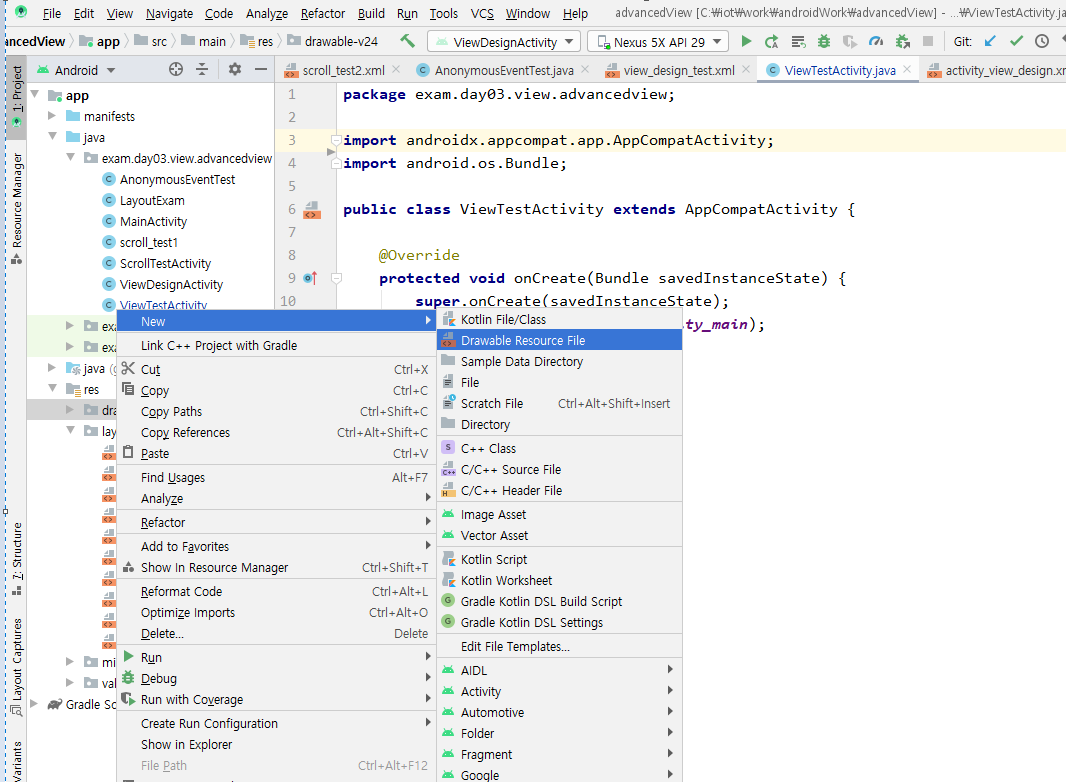 File Edit View Navigate Code Analyze Refactor Build Run Tools VCS Window Help advancedView [C:₩iot₩work₩androidWork₩advancedView] - ...₩ViewTestActivity.ja
ancedView app src main res drawable-v24 ViewDesignActivity Nexus 5X API 29 Git:
Android scroll_test2.xml AnonymousEventTest.java view_design_test.xml ViewTestActivity.java activity_view_design.xm
1: Project
Resource Manager
7: Structure
Layout Captures
Variants
app
manifests
java
exam.day03.view.advancedview
AnonymousEventTest
LayoutExam
MainActivity
scroll_test1
ScrollTestActivity
ViewDesignActivity
ViewTestActivity
exa
exa
java (g
res
dra
lay
mi
val
Gradle Sc
1 package exam.day03.view.advancedview;
2
3 import androidx.appcompat.app.AppCompatActivity;
4 import android.os.Bundle;
5
6 public class ViewTestActivity extends AppCompatActivity {
7
8 @Override
9 protected void onCreate(Bundle savedInstanceState) {
10 super.onCreate(savedInstanceState);
ty_main);
New
Link C++ Project with Gradle
Cut Ctrl+X
Copy Ctrl+C
Copy Paths Ctrl+Shift+C
Copy References Ctrl+Alt+Shift+C
Paste Ctrl+V
Find Usages Alt+F7
Analyze
Refactor
Add to Favorites
Show In Resource Manager Ctrl+Shift+T
Reformat Code Ctrl+Alt+L
Optimize Imports Ctrl+Alt+O
Delete... Delete
Run
Debug
Run with Coverage
Create Run Configuration
Show in Explorer
File Path Ctrl+Alt+F12
Kotlin File/Class
Drawable Resource File
Sample Data Directory
File
Scratch File Ctrl+Alt+Shift+Insert
Directory
C++ Class
C/C++ Source File
C/C++ Header File
Image Asset
Vector Asset
Kotlin Script
Kotlin Worksheet
Gradle Kotlin DSL Build Script
Gradle Kotlin DSL Settings
Edit File Templates...
AIDL
Activity
Automotive
Folder
Fragment
Google